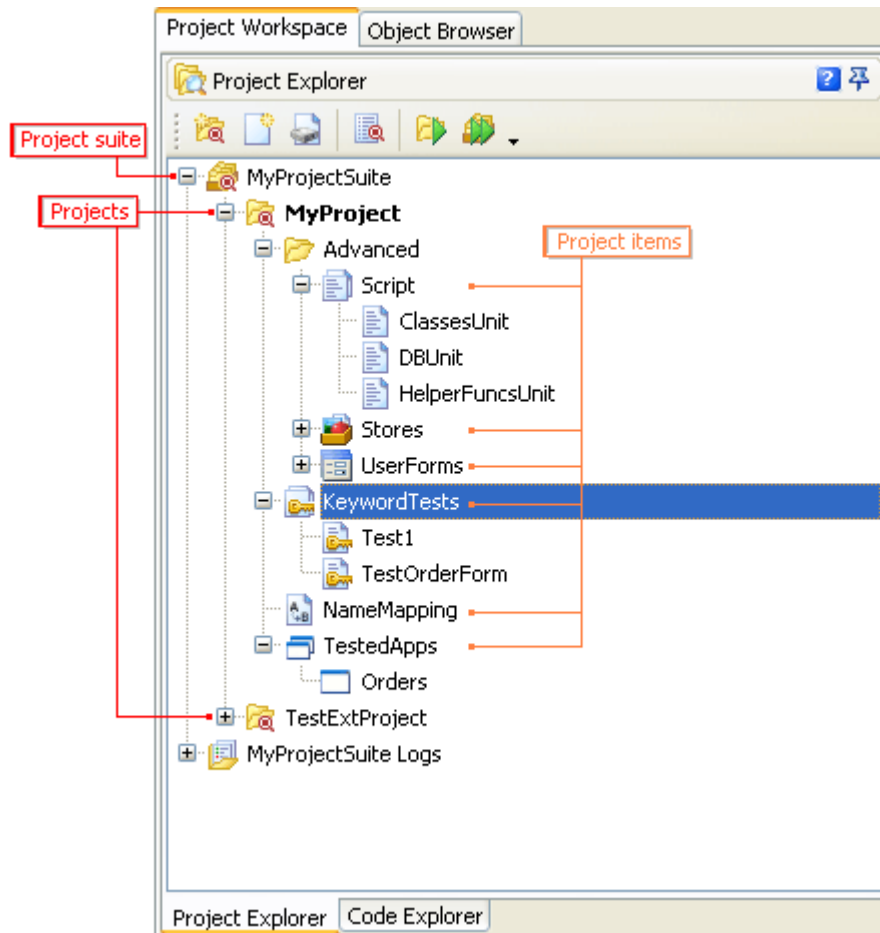 Project Workspace
Object Browser
Project Explorer
Project suite
MyProjectSuite
Projects
MyProject
Project items
Advanced
Script
ClassesUnit
DBUnit
HelperFuncsUnit
Stores
UserForms
KeywordTests
Test1
TestOrderForm
NameMapping
TestedApps
Orders
TestExtProject
MyProjectSuite Logs
Project Explorer
Code Explorer